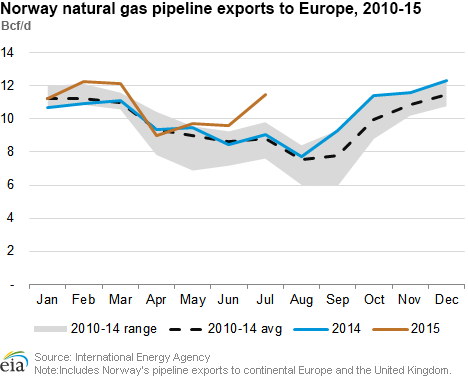 Norway natural gas pipeline exports to Europe, 2010-15
Bcf/d
14
12
10
8
6
4
2
-
Jan Feb Mar Apr May Jun Jul Aug Sep Oct Nov Dec
2010-14 range 2010-14 avg 2014 2015
eia Source: International Energy Agency
Note:Includes Norway's pipeline exports to continental Europe and the United Kingdom.